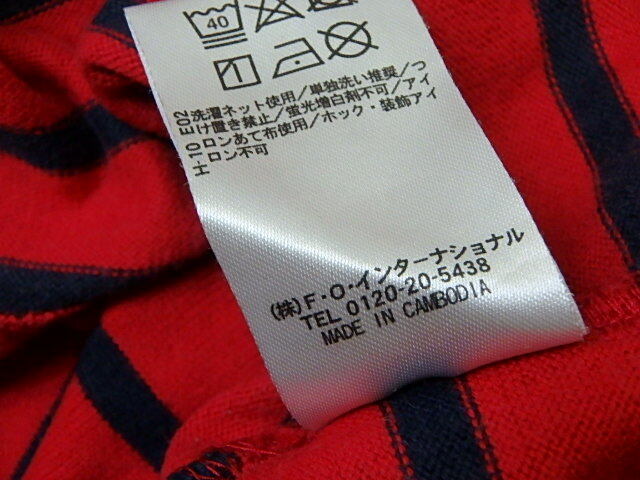 40
E02 洗濯ネット使用/単独洗い推奨/つ
け置き禁止/蛍光増白剤不可/アイ
H-10 ロンあて布使用/ホック・装飾アイ
ロン不可
(株)F・O・インターナショナル
TEL 0120-20-5438
MADE IN CAMBODIA